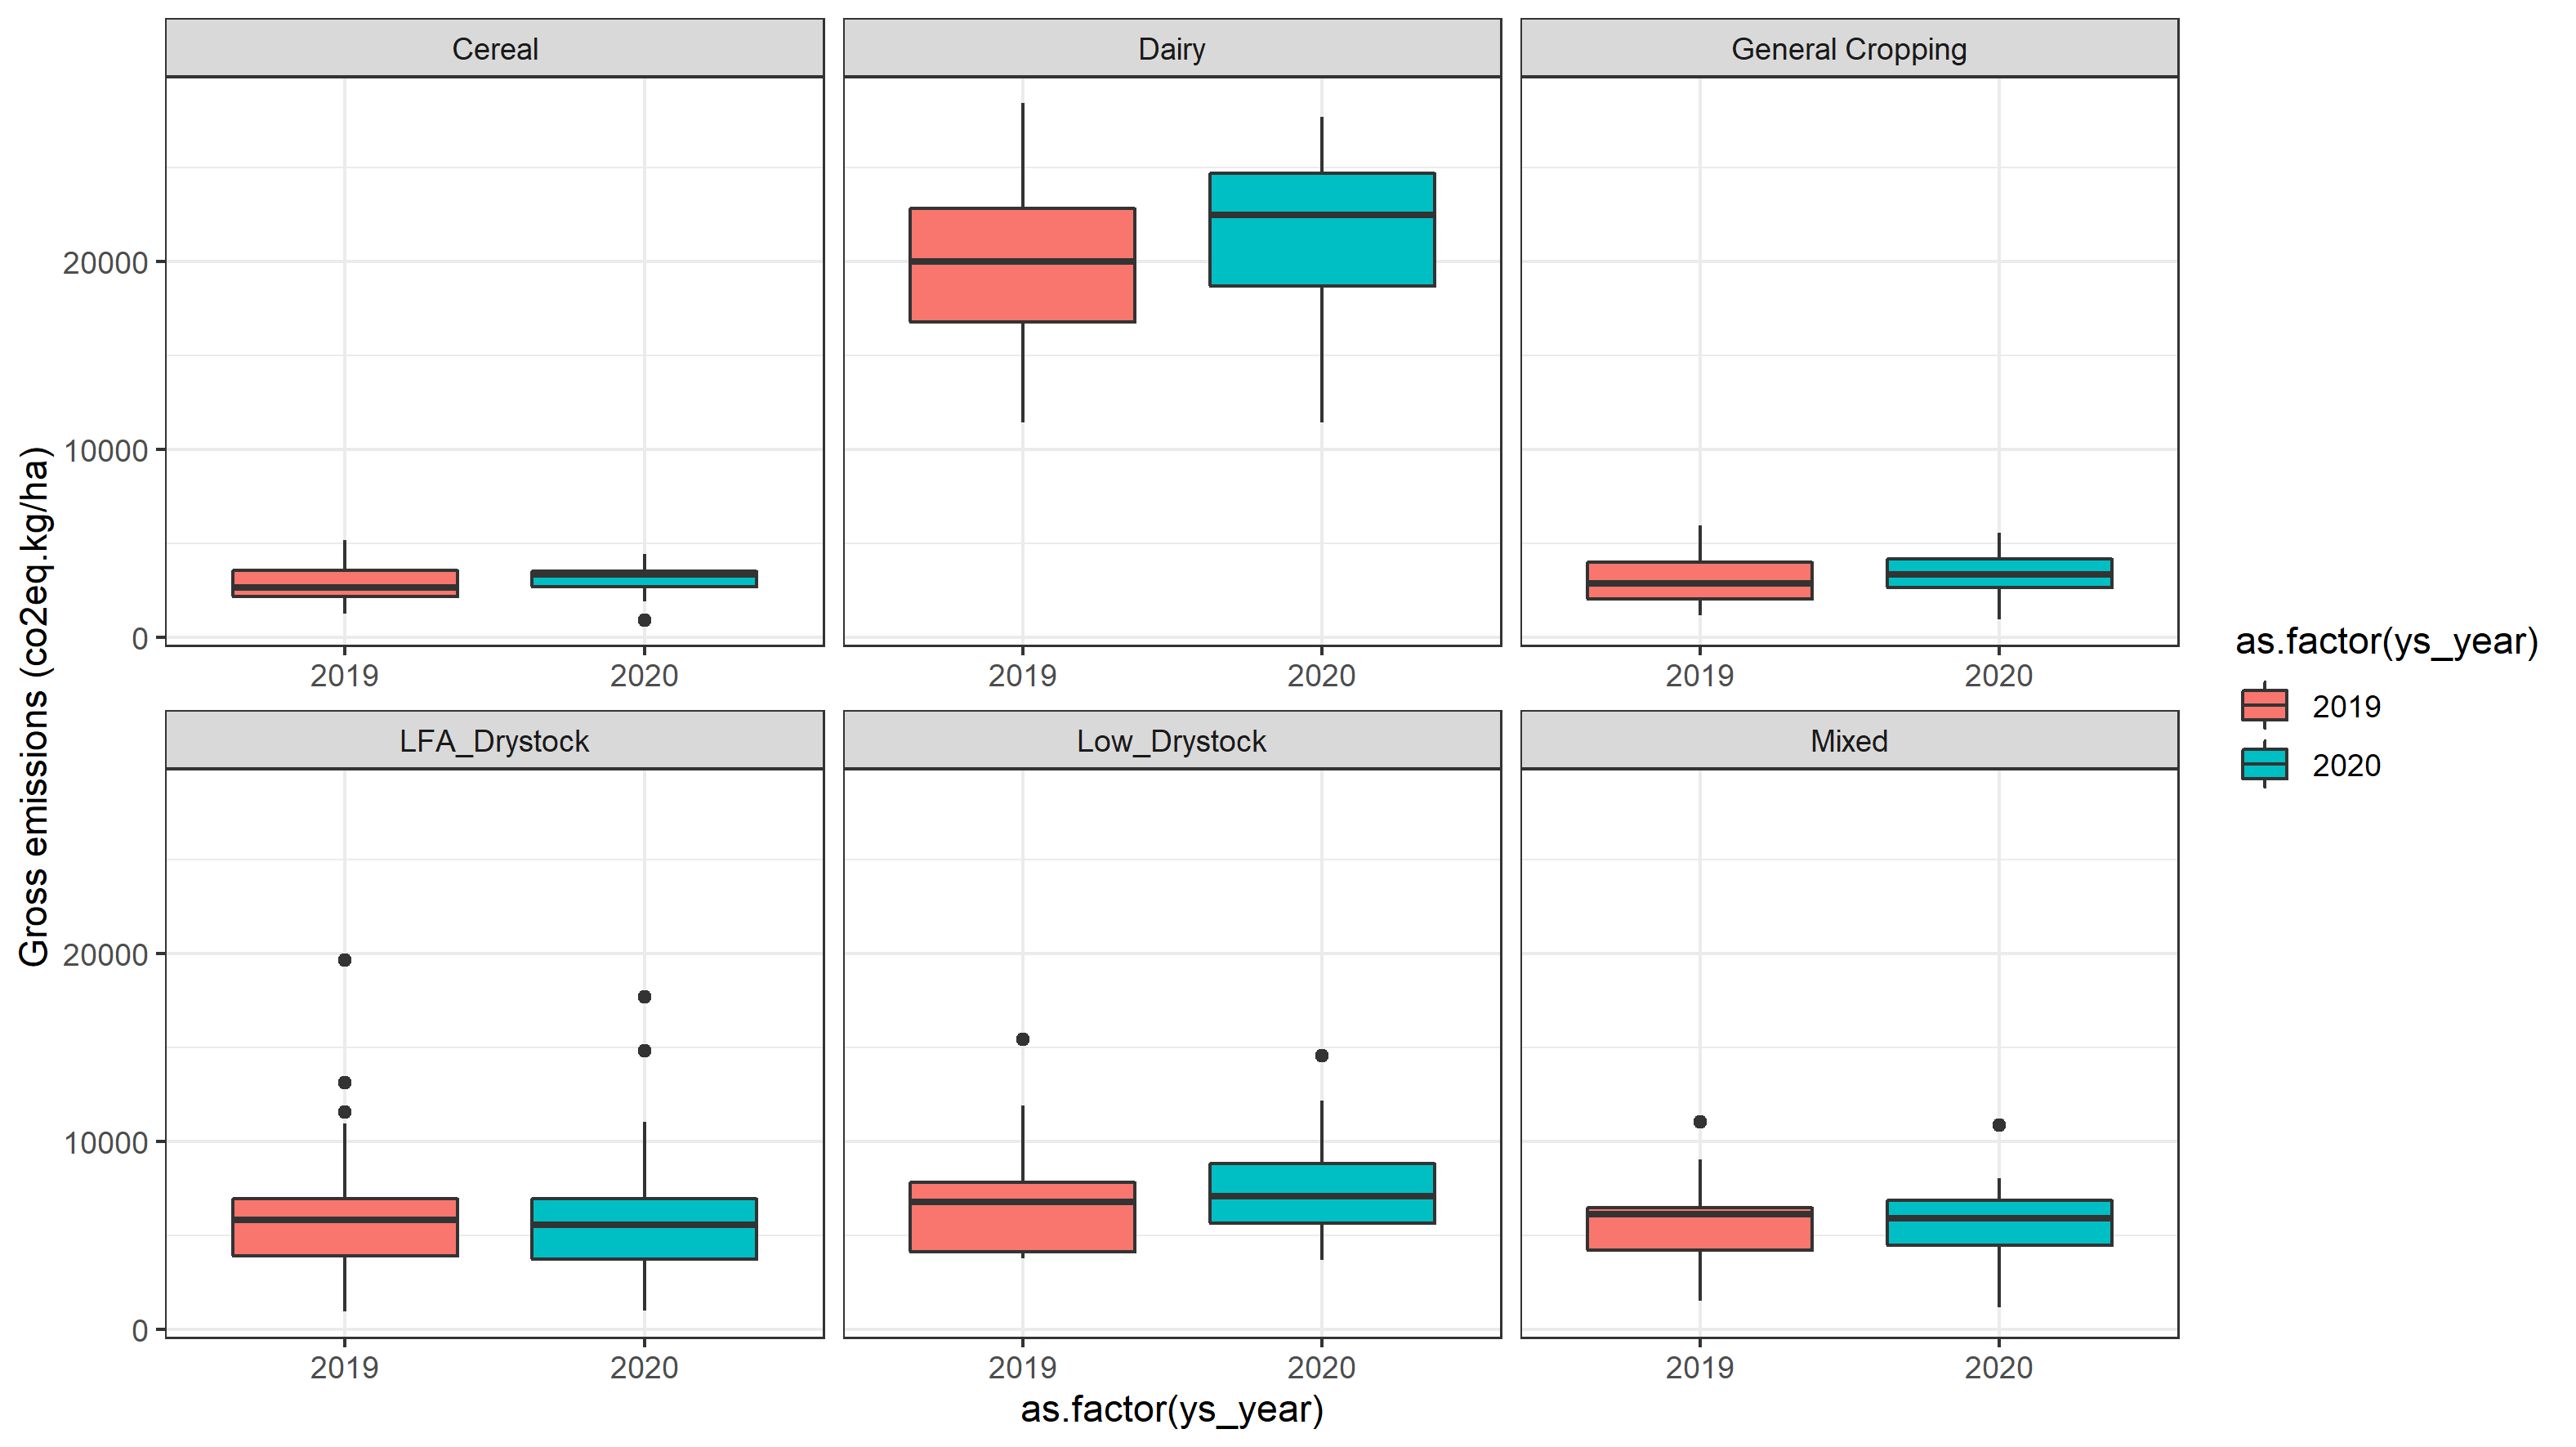 Cereal
Dairy
General Cropping
Gross emissions (co2eq.kg/ha)
20000
10000
0
2019
2020
2019
2020
2019
2020
LFA_Drystock
Low_Drystock
Mixed
20000
10000
0
2019
2020
2019
2020
2019
2020
as.factor(ys_year)
as.factor(ys_year)
2019
2020